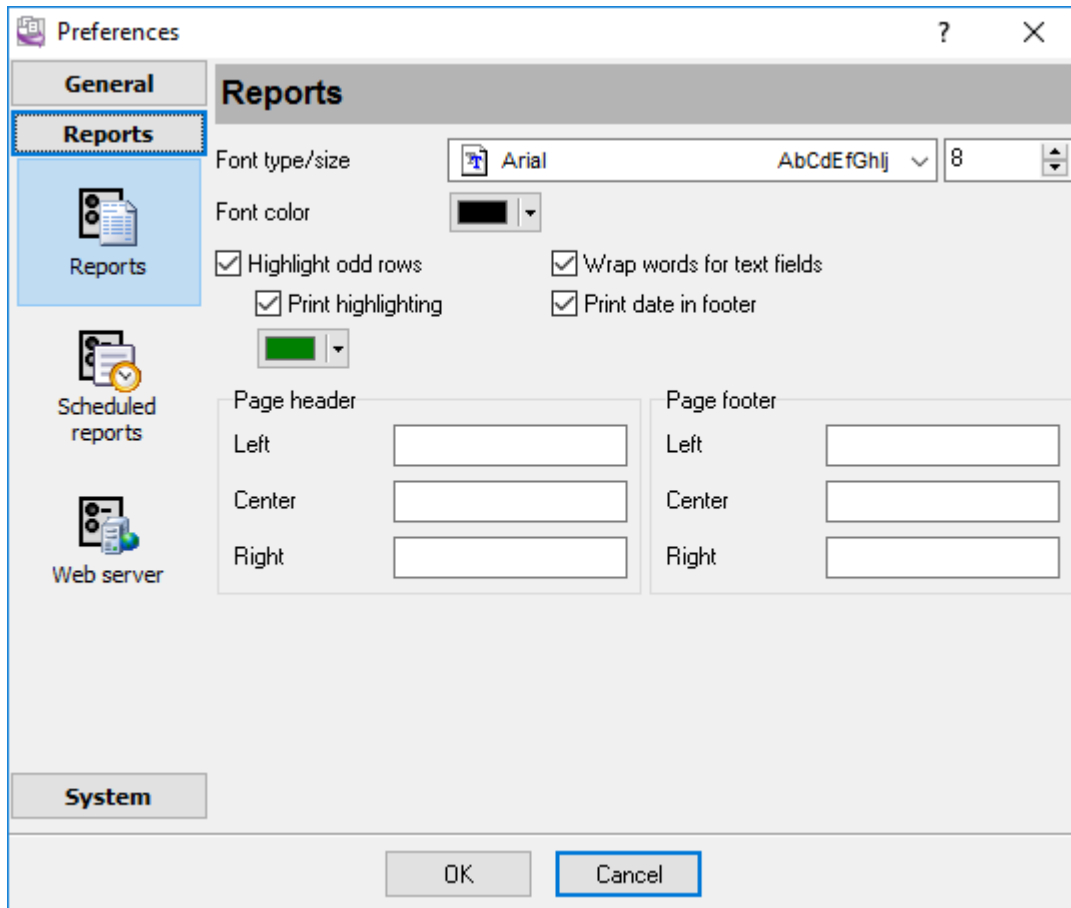 Preferences
?
General
Reports
Reports
Scheduled
reports
Web server
System
Reports
Font type/size
Arial AbCdEfGhIj
8
Font color
Highlight odd rows
Wrap words for text fields
Print highlighting
Print date in footer
Page header
Left
Center
Right
Page footer
Left
Center
Right
OK
Cancel